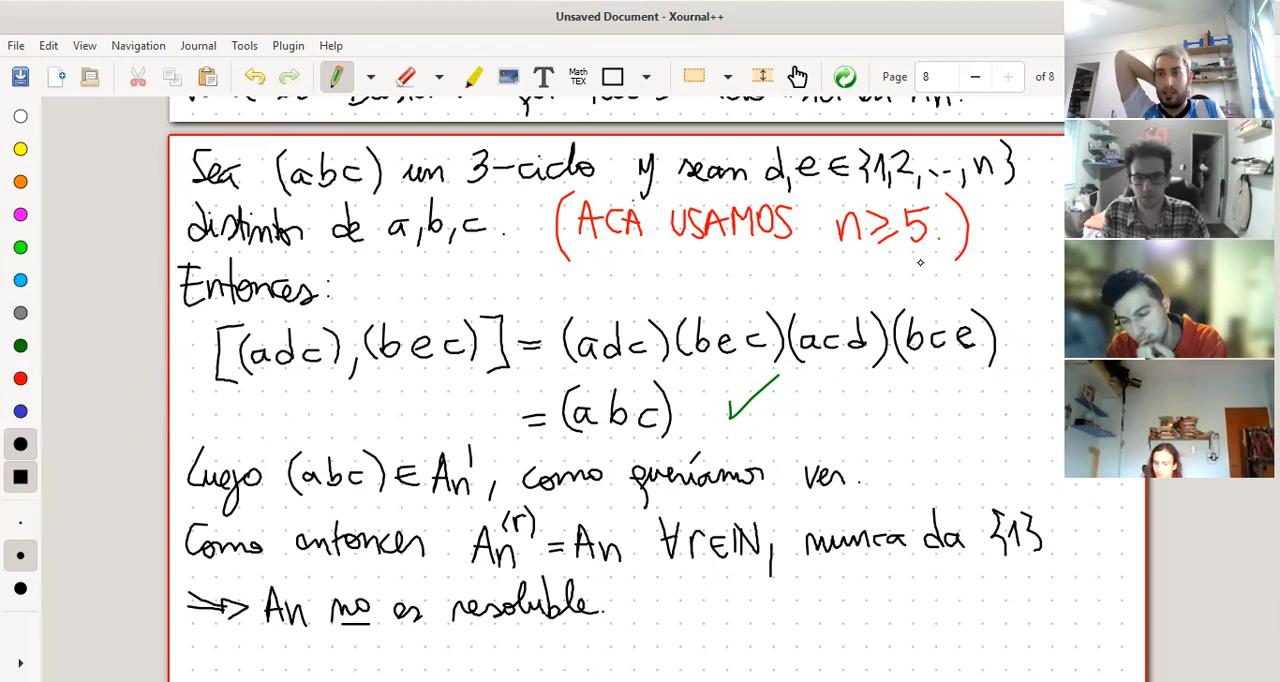 Unsaved Document - Xournal++
File Edit View Navigation Journal Tools Plugin Help
Math TEX Page 8 of 8
Sea (abc) un 3-ciclo y sean d,e ∈ {1,2,...,n}
distintos de a,b,c. (ACÁ USAMOS n≥5.)
Entonces:
[(adc),(bec)] = (adc)(bec)(acd)(bce)
= (abc) ✓
Luego (abc) ∈ An', como queríamos ver.
Como entonces An^(r) = An ∀r∈ℕ, nunca da {1}
⇒ An no es resoluble.